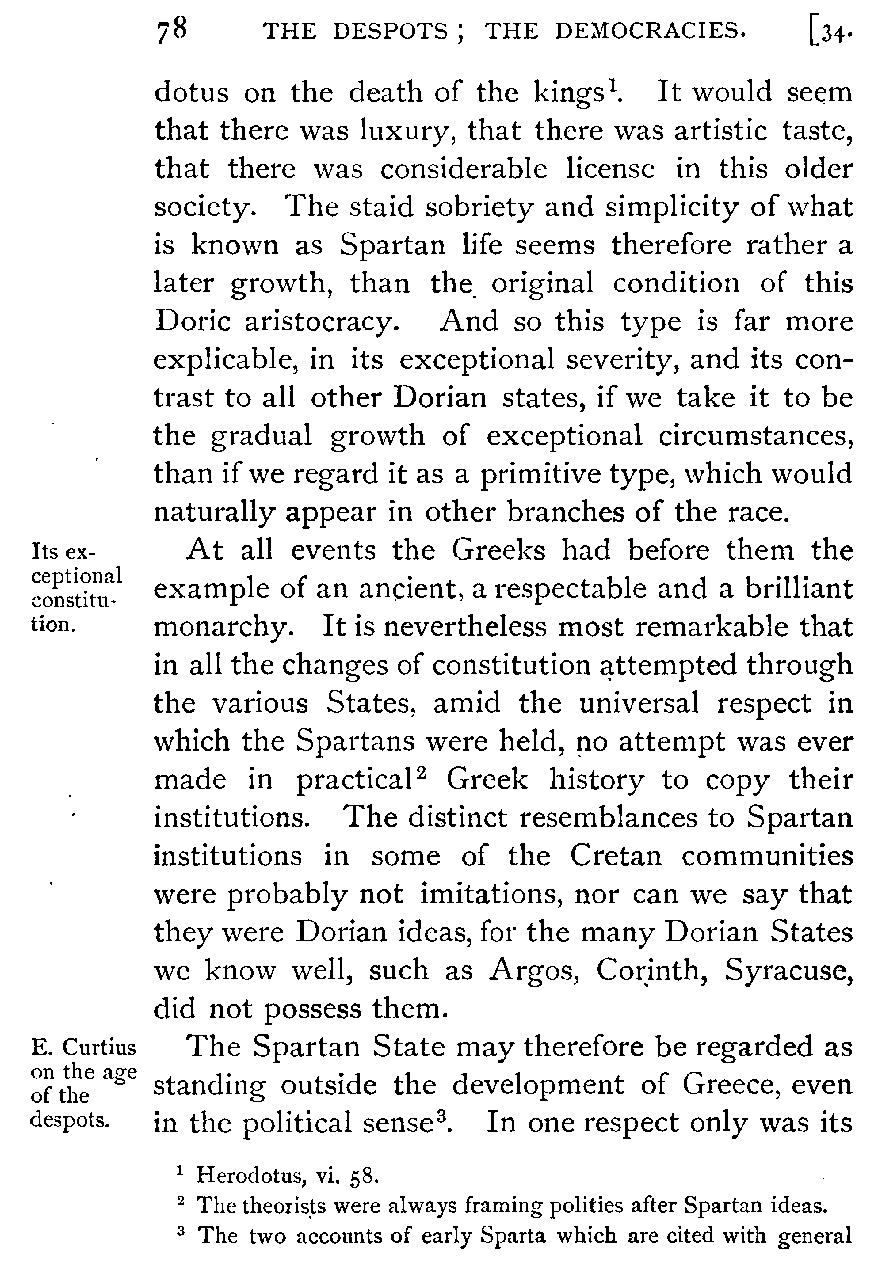 78 THE DESPOTS; THE DEMOCRACIES. [34.
dotus on the death of the kings¹. It would seem
that there was luxury, that there was artistic taste,
that there was considerable license in this older
society. The staid sobriety and simplicity of what
is known as Spartan life seems therefore rather a
later growth, than the original condition of this
Doric aristocracy. And so this type is far more
explicable, in its exceptional severity, and its con-
trast to all other Dorian states, if we take it to be
the gradual growth of exceptional circumstances,
than if we regard it as a primitive type, which would
naturally appear in other branches of the race.
Its ex-
ceptional
constitu-
tion.
At all events the Greeks had before them the
example of an ancient, a respectable and a brilliant
monarchy. It is nevertheless most remarkable that
in all the changes of constitution attempted through
the various States, amid the universal respect in
which the Spartans were held, no attempt was ever
made in practical² Greek history to copy their
institutions. The distinct resemblances to Spartan
institutions in some of the Cretan communities
were probably not imitations, nor can we say that
they were Dorian ideas, for the many Dorian States
we know well, such as Argos, Corinth, Syracuse,
did not possess them.
E. Curtius
on the age
of the
despots.
The Spartan State may therefore be regarded as
standing outside the development of Greece, even
in the political sense³. In one respect only was its
¹ Herodotus, vi. 58.
² The theorists were always framing polities after Spartan ideas.
³ The two accounts of early Sparta which are cited with general